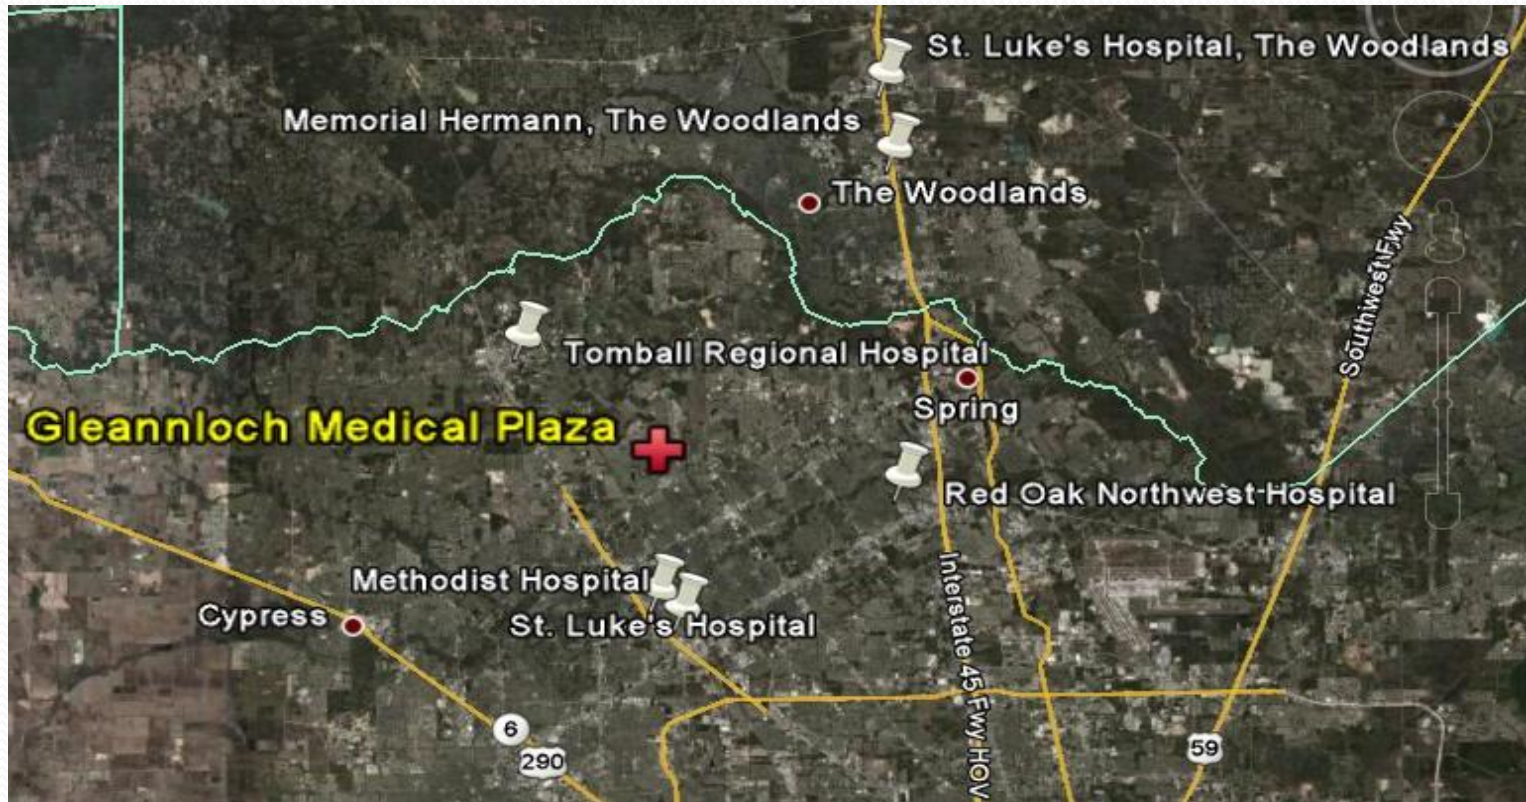 St. Luke's Hospital, The Woodlands
Memorial Hermann, The Woodlands
The Woodlands
Southwest Fwy
Tomball Regional Hospital
Spring
Gleannloch Medical Plaza
Red Oak Northwest Hospital
Methodist Hospital
Cypress
St. Luke's Hospital
Interstate 45 Fwy HOV
6
59
290